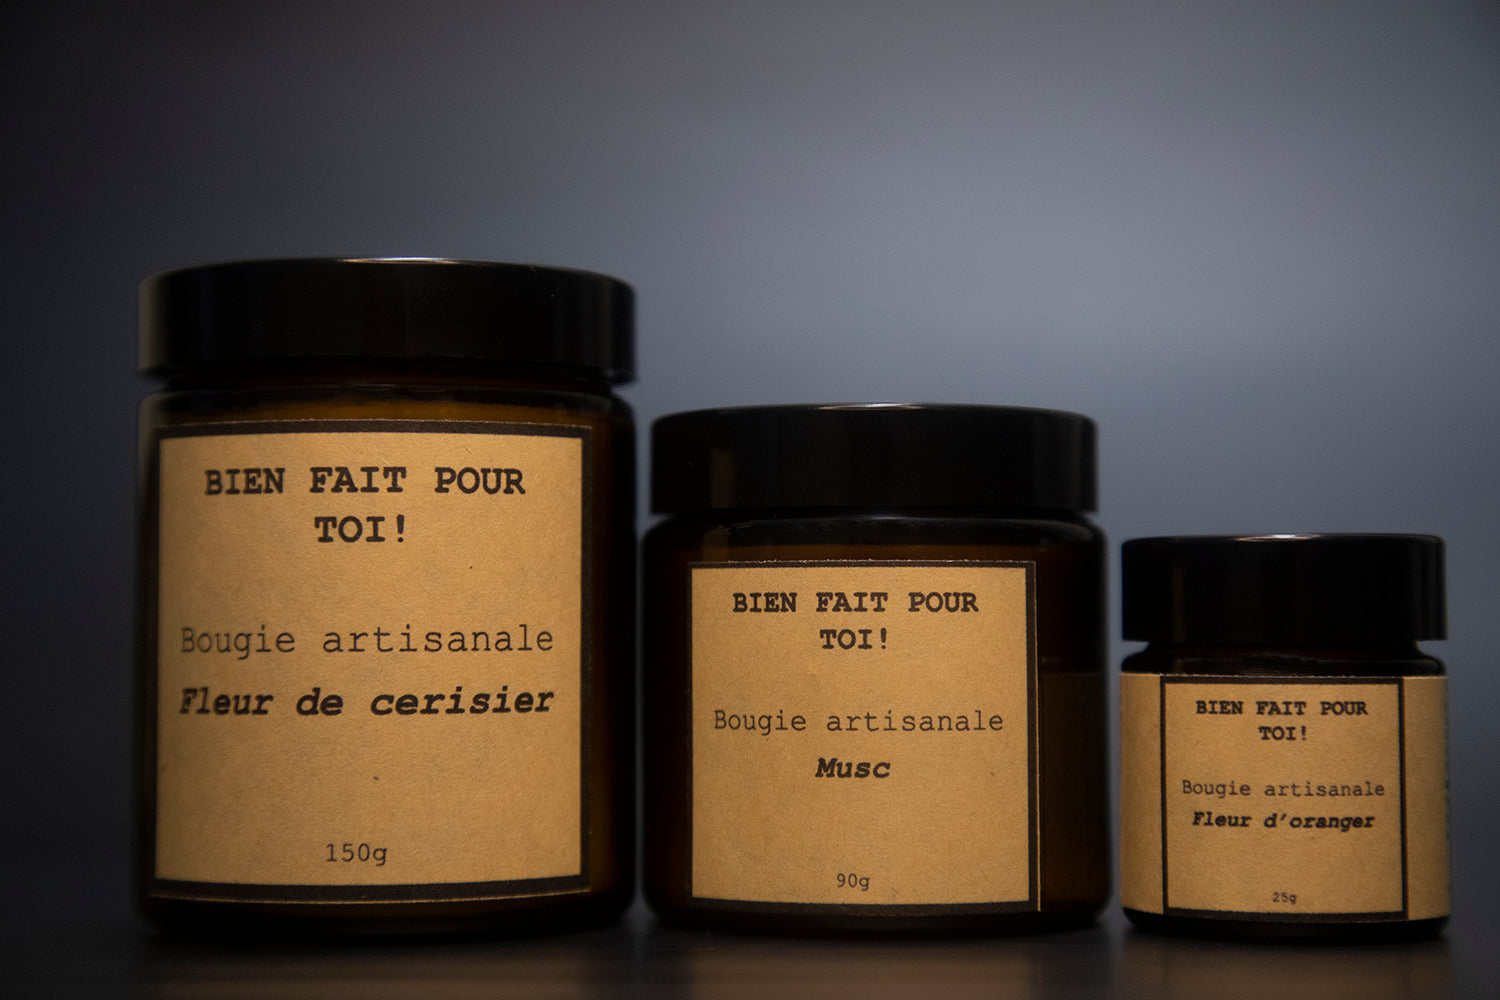 BIEN FAIT POUR
TOI!
Bougie artisanale
Fleur de cerisier
150g
BIEN FAIT POUR
TOI!
Bougie artisanale
Musc
90g
BIEN FAIT POUR
TOI!
Bougie artisanale
Fleur d'oranger
25g